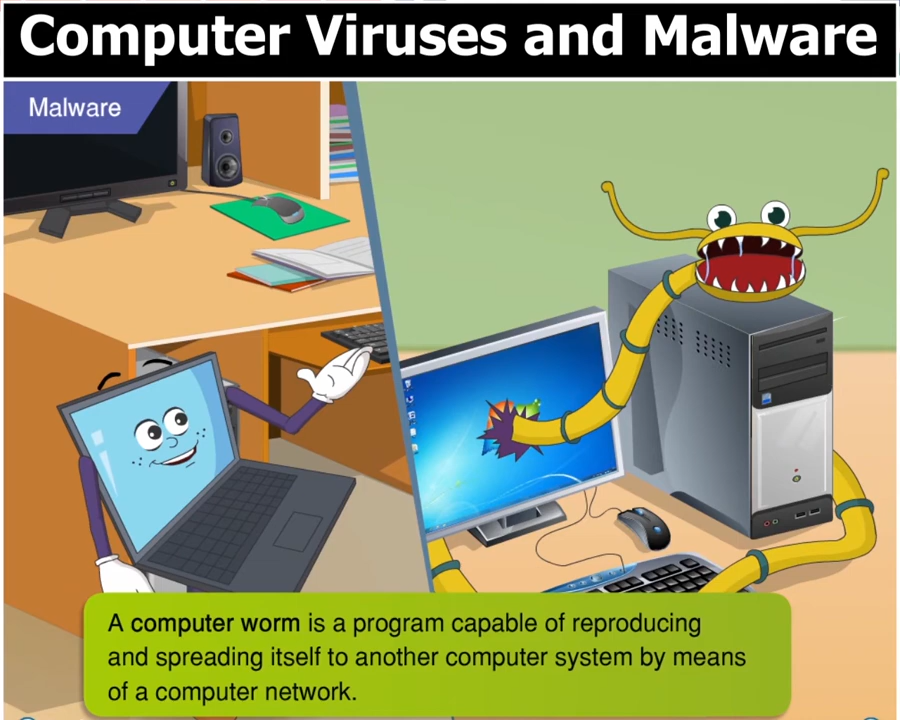 Computer Viruses and Malware
Malware
A computer worm is a program capable of reproducing
and spreading itself to another computer system by means
of a computer network.